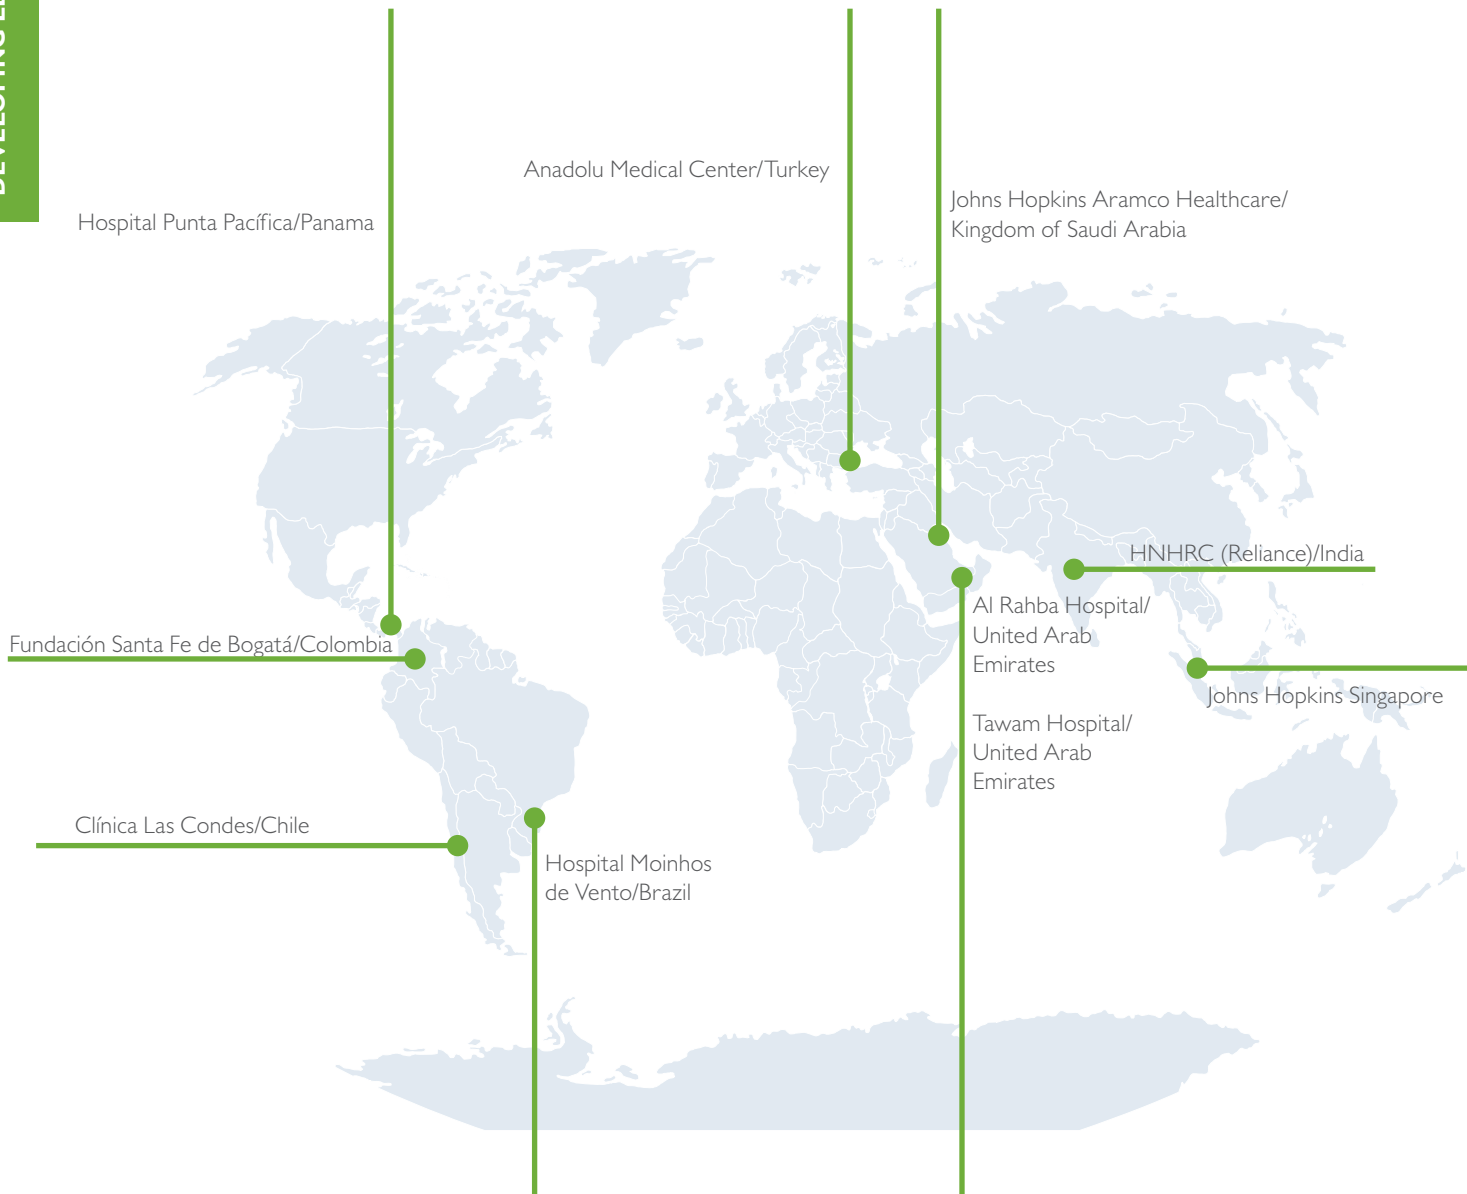 DEVELOPING
Anadolu Medical Center/Turkey
Johns Hopkins Aramco Healthcare/
Kingdom of Saudi Arabia
Hospital Punta Pacífica/Panama
HNHRC (Reliance)/India
Al Rahba Hospital/
United Arab
Emirates
Fundación Santa Fe de Bogatá/Colombia
Johns Hopkins Singapore
Tawam Hospital/
United Arab
Emirates
Clínica Las Condes/Chile
Hospital Moinhos
de Vento/Brazil